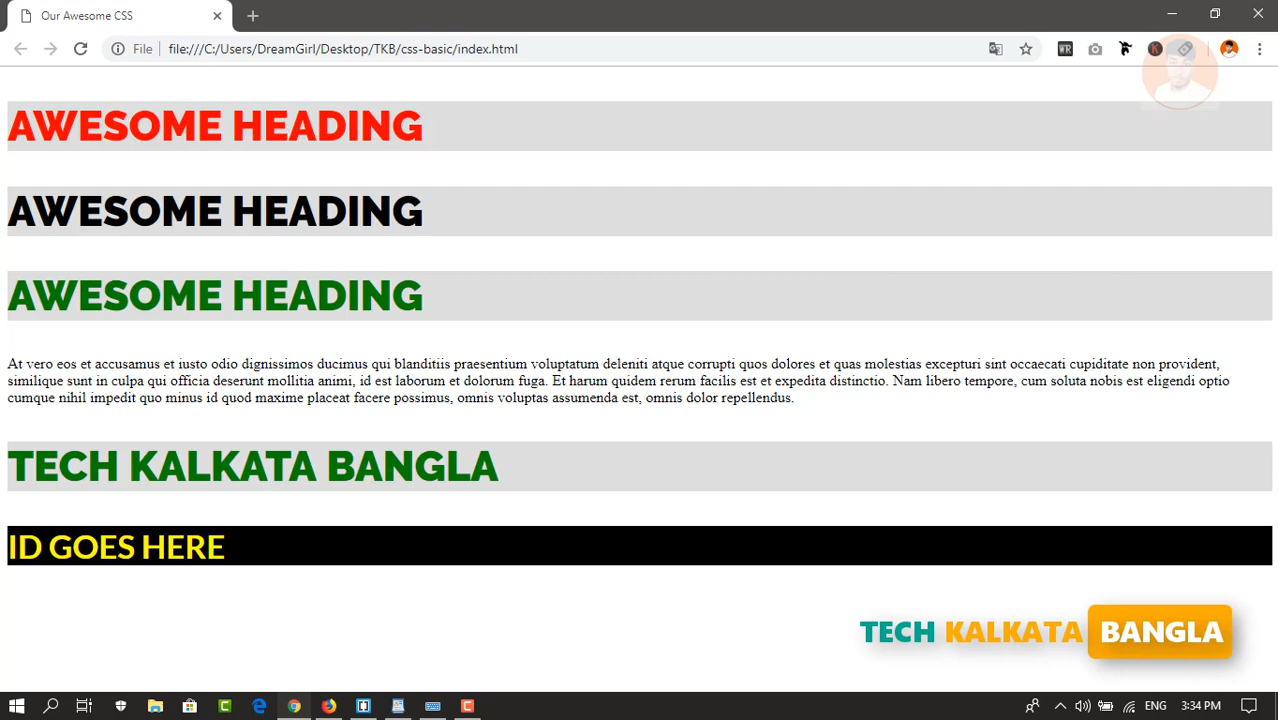 Our Awesome CSS
File file:///C:/Users/DreamGirl/Desktop/TKB/css-basic/index.html
WR
K
AWESOME HEADING
AWESOME HEADING
AWESOME HEADING
At vero eos et accusamus et iusto odio dignissimos ducimus qui blanditiis praesentium voluptatum deleniti atque corrupti quos dolores et quas molestias excepturi sint occaecati cupiditate non provident,
similique sunt in culpa qui officia deserunt mollitia animi, id est laborum et dolorum fuga. Et harum quidem rerum facilis est et expedita distinctio. Nam libero tempore, cum soluta nobis est eligendi optio
cumque nihil impedit quo minus id quod maxime placeat facere possimus, omnis voluptas assumenda est, omnis dolor repellendus.
TECH KALKATA BANGLA
ID GOES HERE
TECH KALKATA BANGLA
3:34 PM